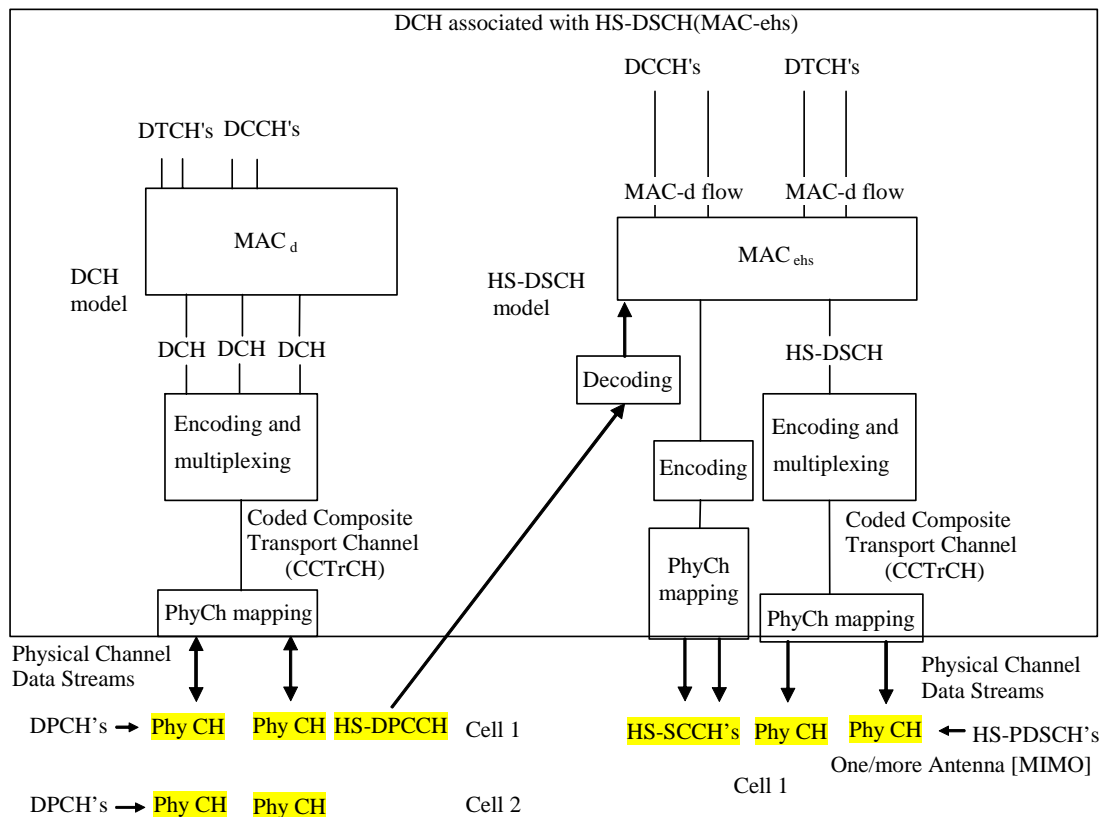 DCH associated with HS-DSCH(MAC-ehs)
DCCH's DTCH's
DTCH's DCCH's
MAC-d flow MAC-d flow
MAC d
MAC ehs
DCH
model
HS-DSCH
model
DCH DCH DCH
HS-DSCH
Decoding
Encoding and
multiplexing
Encoding
Encoding and
multiplexing
Coded Composite
Transport Channel
(CCTrCH)
Coded Composite
Transport Channel
(CCTrCH)
PhyCh
mapping
PhyCh mapping
PhyCh mapping
Physical Channel
Data Streams
Physical Channel
Data Streams
DPCH's Phy CH Phy CH HS-DPCCH Cell 1
HS-SCCH's Phy CH Phy CH HS-PDSCH's
One/more Antenna [MIMO]
Cell 1
DPCH’s Phy CH Phy CH Cell 2